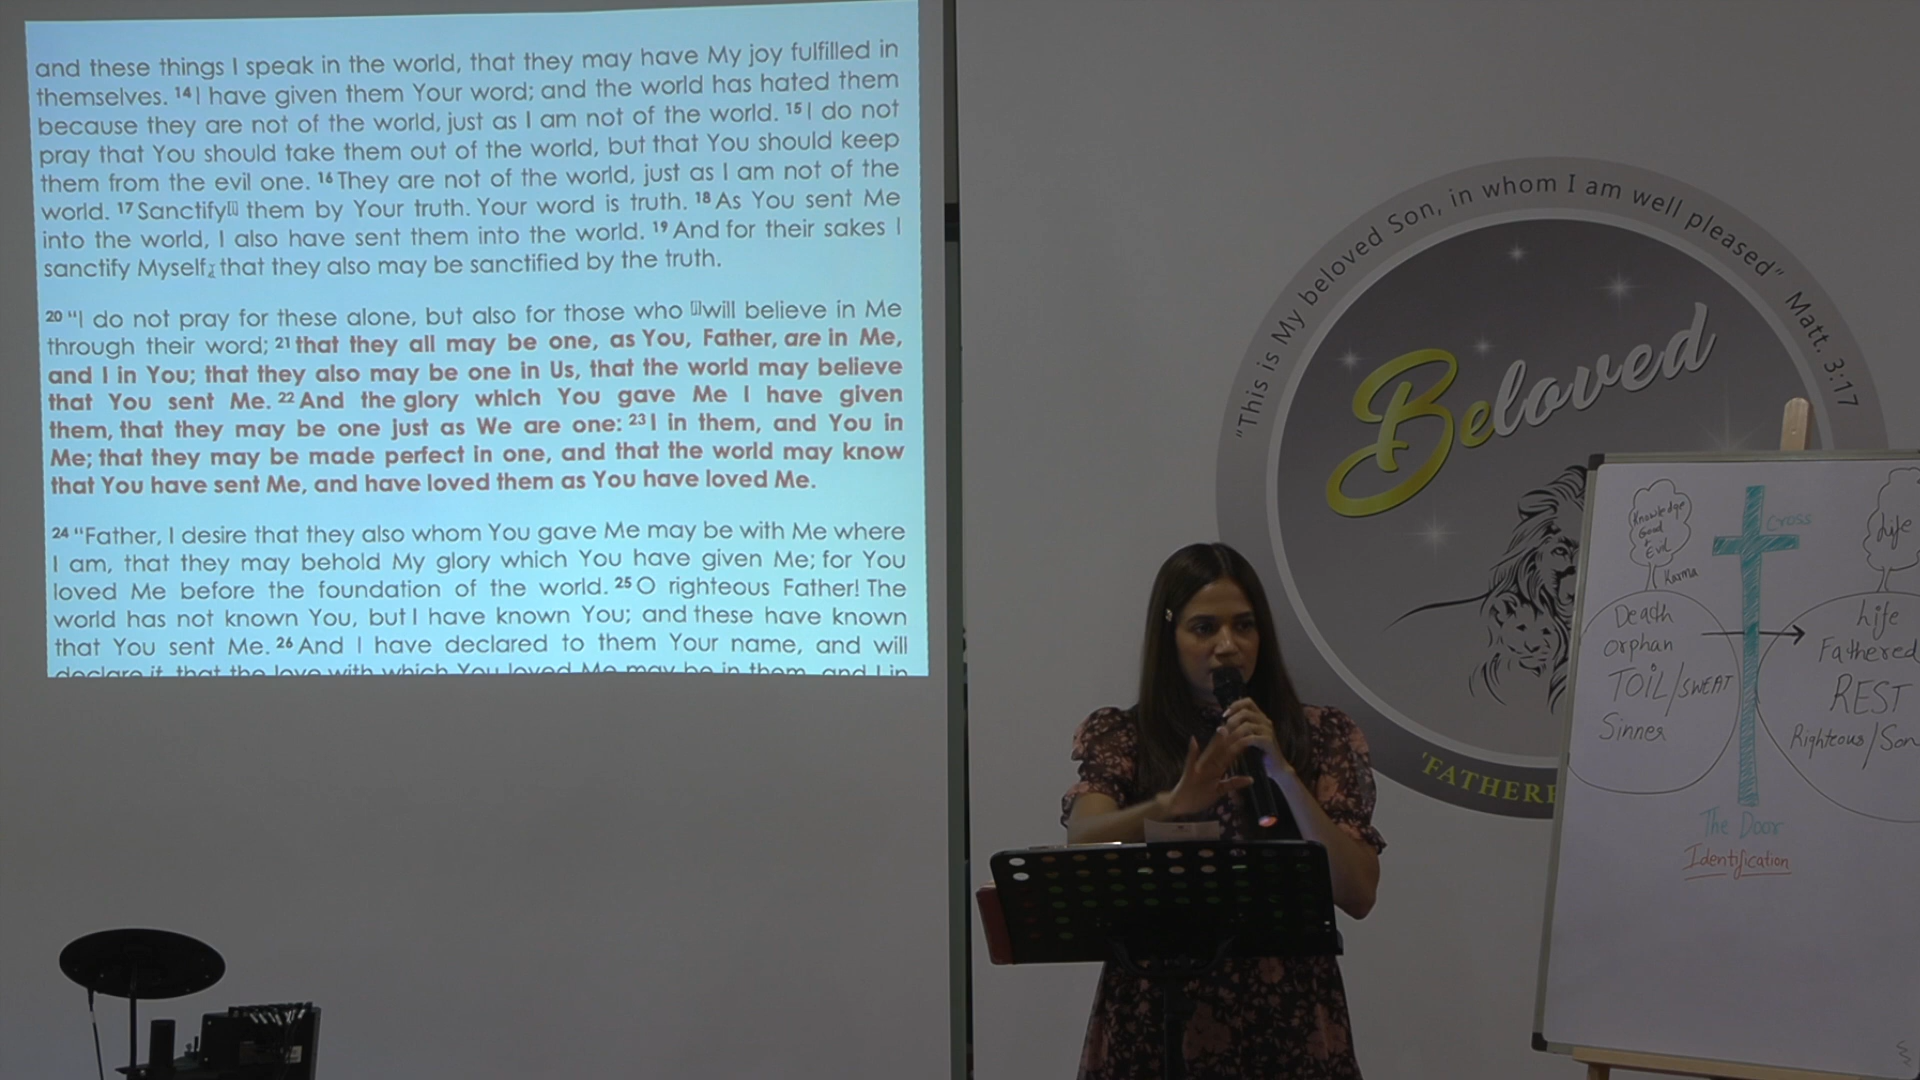 and these things I speak in the world, that they may have My joy fulfilled in
themselves. 14 I have given them Your word; and the world has hated them
because they are not of the world, just as I am not of the world. 15 I do not
pray that You should take them out of the world, but that You should keep
them from the evil one. 16 They are not of the world, just as I am not of the
world. 17 Sanctify[] them by Your truth. Your word is truth. 18 As You sent Me
into the world, I also have sent them into the world. 19 And for their sakes I
sanctify Myself, that they also may be sanctified by the truth.
20 "I do not pray for these alone, but also for those who []will believe in Me
through their word; 21 that they all may be one, as You, Father, are in Me,
and I in You; that they also may be one in Us, that the world may believe
that You sent Me. 22 And the glory which You gave Me I have given
them, that they may be one just as We are one: 23 I in them, and You in
Me; that they may be made perfect in one, and that the world may know
that You have sent Me, and have loved them as You have loved Me.
24 "Father, I desire that they also whom You gave Me may be with Me where
I am, that they may behold My glory which You have given Me; for You
loved Me before the foundation of the world. 25 O righteous Father! The
world has not known You, but I have known You; and these have known
that You sent Me. 26 And I have declared to them Your name, and will
declare it, that the love with which You loved Me may be in them, and I in
"This is My beloved Son, in whom I am well pleased" Matt. 3:17
Beloved
'FATHERE
Knowledge
Good
+
Evil
Karma
Death
Orphan
TOIL/SWEAT
Sinner
Cross
The Door
Identification
Life
Life
Fathered
REST
Righteous/Son